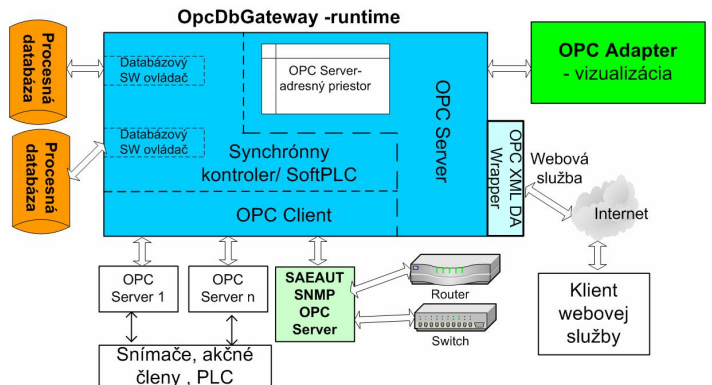 OpcDbGateway -runtime
Procesná
databáza
Databázový
SW ovládač
OPC Server-
adresný priestor
OPC Adapter
- vizualizácia
Procesná
databáza
Databázový
SW ovládač
Synchrónny
kontroler/ SoftPLC
OPC Client
OPC Server
OPC XML DA
Wrapper
Webová
služba
Internet
OPC
Server 1
OPC
Server n
SAEAUT
SNMP
OPC
Server
Router
Switch
Klient
webovej
služby
Snímače, akčné
členy , PLC